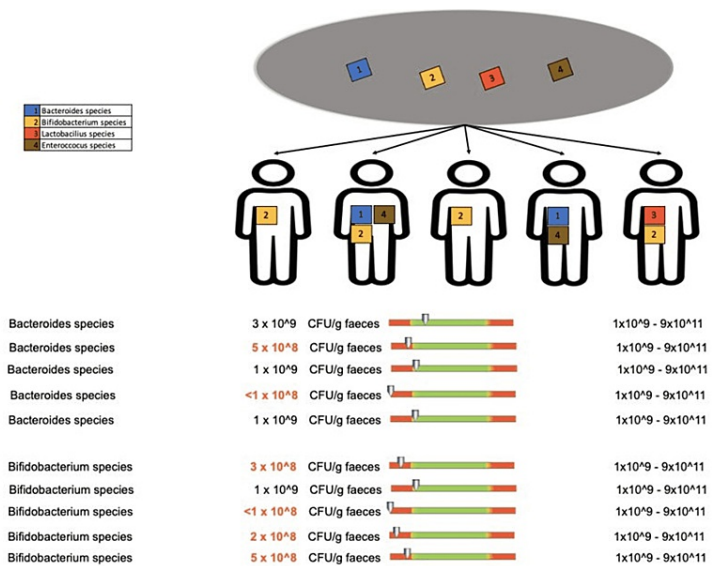 1 2 3 4
1 Bacteroides species
2 Bifidobacterium species
3 Lactobacilius species
4 Enteroccocus species
2 1 4 2 1 3
2 4 2
Bacteroides species 3 x 10^9 CFU/g faeces 1x10^9 - 9x10^11
Bacteroides species 5 x 10^8 CFU/g faeces 1x10^9 - 9x10^11
Bacteroides species 1 x 10^9 CFU/g faeces 1x10^9 - 9x10^11
Bacteroides species <1 x 10^8 CFU/g faeces 1x10^9 - 9x10^11
Bacteroides species 1 x 10^9 CFU/g faeces 1x10^9 - 9x10^11
Bifidobacterium species 3 x 10^8 CFU/g faeces 1x10^9 - 9x10^11
Bifidobacterium species 1 x 10^9 CFU/g faeces 1x10^9 - 9x10^11
Bifidobacterium species <1 x 10^8 CFU/g faeces 1x10^9 - 9x10^11
Bifidobacterium species 2 x 10^8 CFU/g faeces 1x10^9 - 9x10^11
Bifidobacterium species 5 x 10^8 CFU/g faeces 1x10^9 - 9x10^11